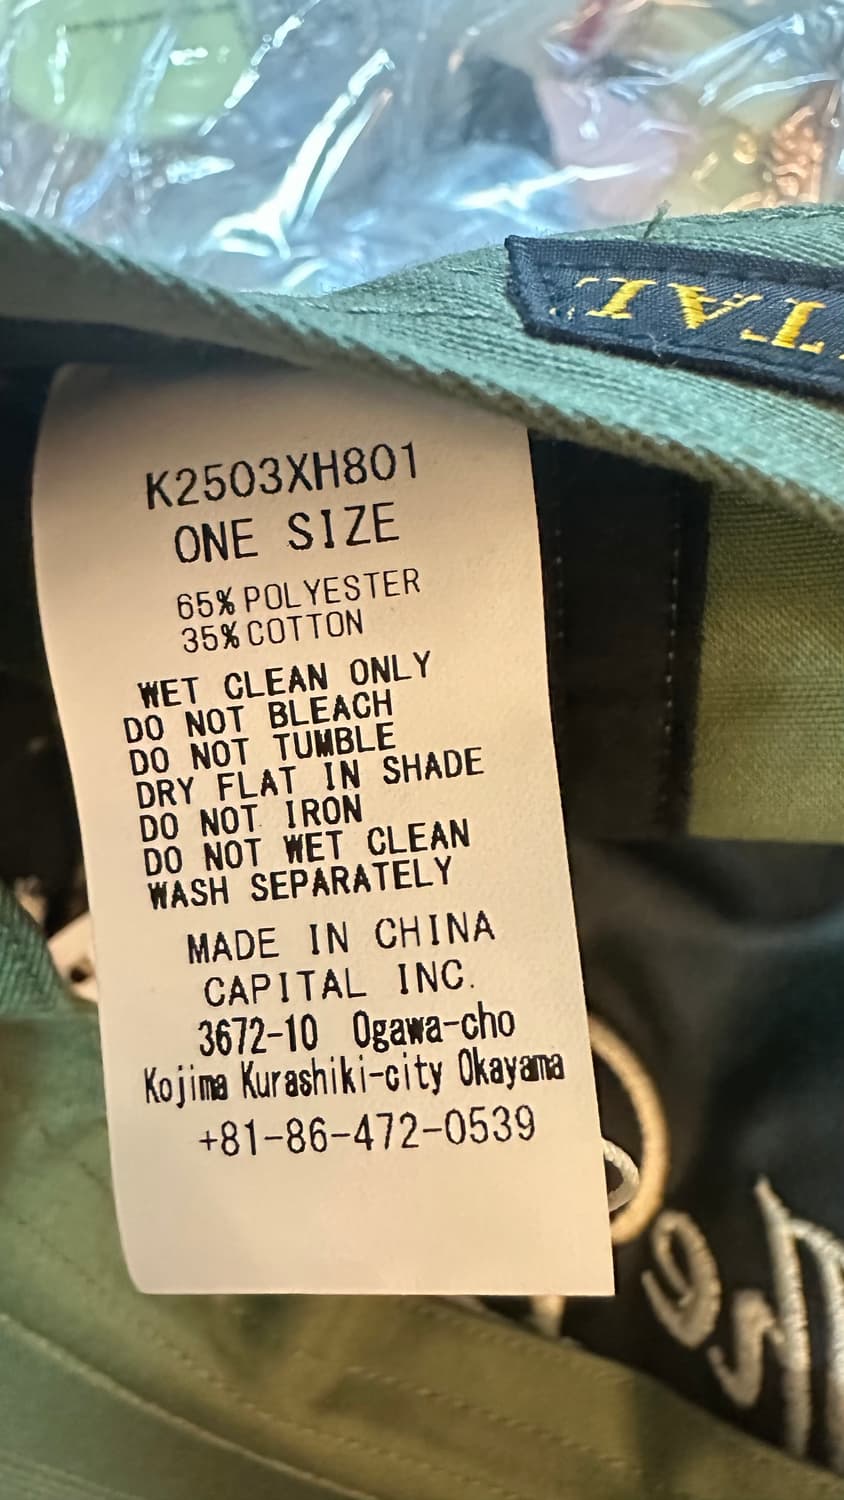 TAL
K2503XH801
ONE SIZE
65% POLYESTER
35% COTTON
WET CLEAN ONLY
DO NOT BLEACH
DO NOT TUMBLE
DRY FLAT IN SHADE
DO NOT IRON
DO NOT WET CLEAN
WASH SEPARATELY
MADE IN CHINA
CAPITAL INC.
3672-10 Ogawa-cho
Kojima Kurashiki-city Okayama
+81-86-472-0539